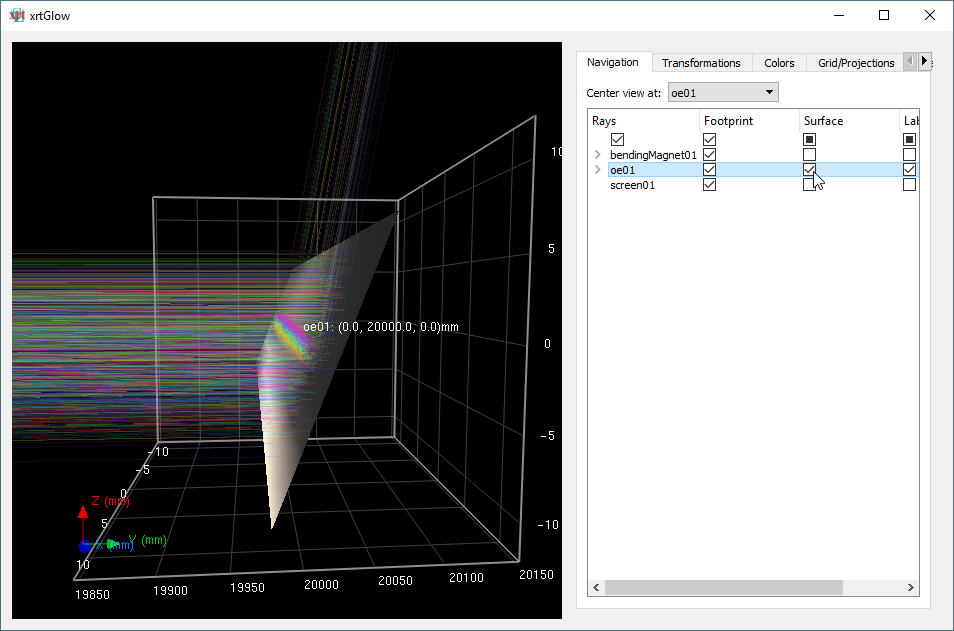 xrt xrtGlow
Navigation Transformations Colors Grid/Projections
Center view at: oe01
Rays Footprint Surface Lab
bendingMagnet01
oe01
screen01
10
5
0
-5
-10
oe01: (0.0, 20000.0, 0.0)mm
-10
-5
0
5
10
Z (mm)
X (mm)
Y (mm)
19850 19900 19950 20000 20050 20100 20150